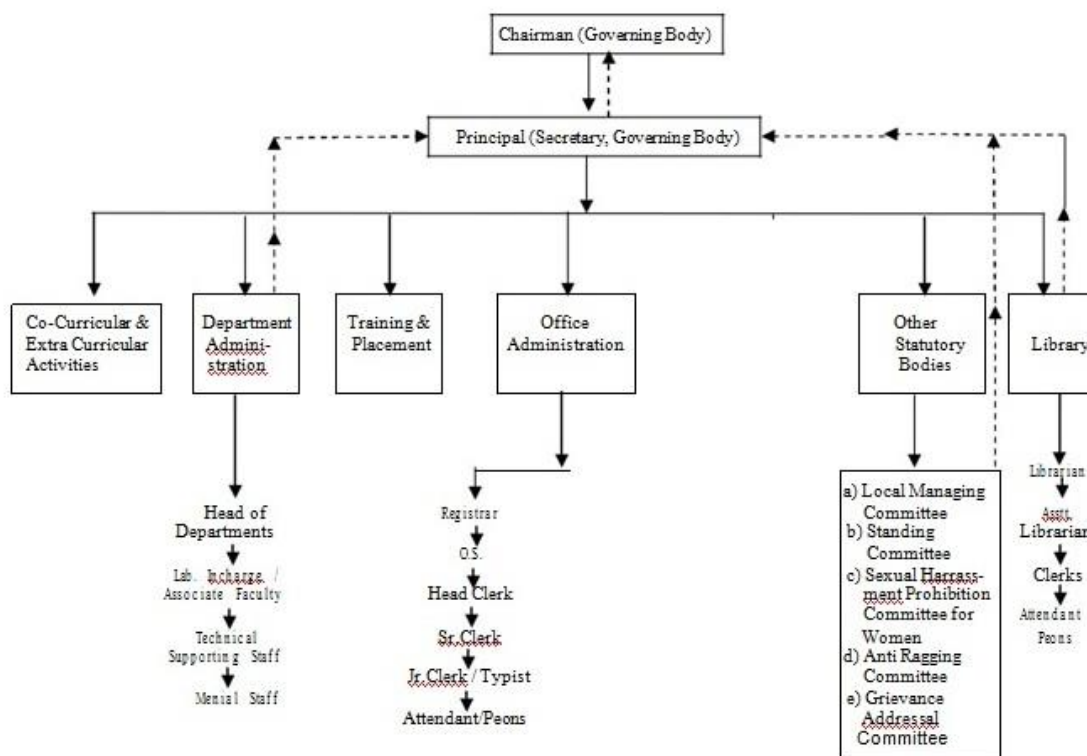 Chairman (Governing Body)
Principal (Secretary, Governing Body)
Co-Curricular &
Extra Curricular
Activities
Department
Admini-
stration
Training &
Placement
Office
Administration
Other
Statutory
Bodies
Library
Head of
Departments
Lab. Incharge /
Associate Faculty
Technical
Supporting Staff
Menial Staff
Registrar
O.S.
Head Clerk
Sr.Clerk
Jr.Clerk / Typist
Attendant/Peons
a) Local Managing
Committee
b) Standing
Committee
c) Sexual Harrass-
ment Prohibition
Committee for
Women
d) Anti Ragging
Committee
e) Grievance
Addressal
Committee
Librarian
Asstt.
Librarian
Clerks
Attendant
Peons